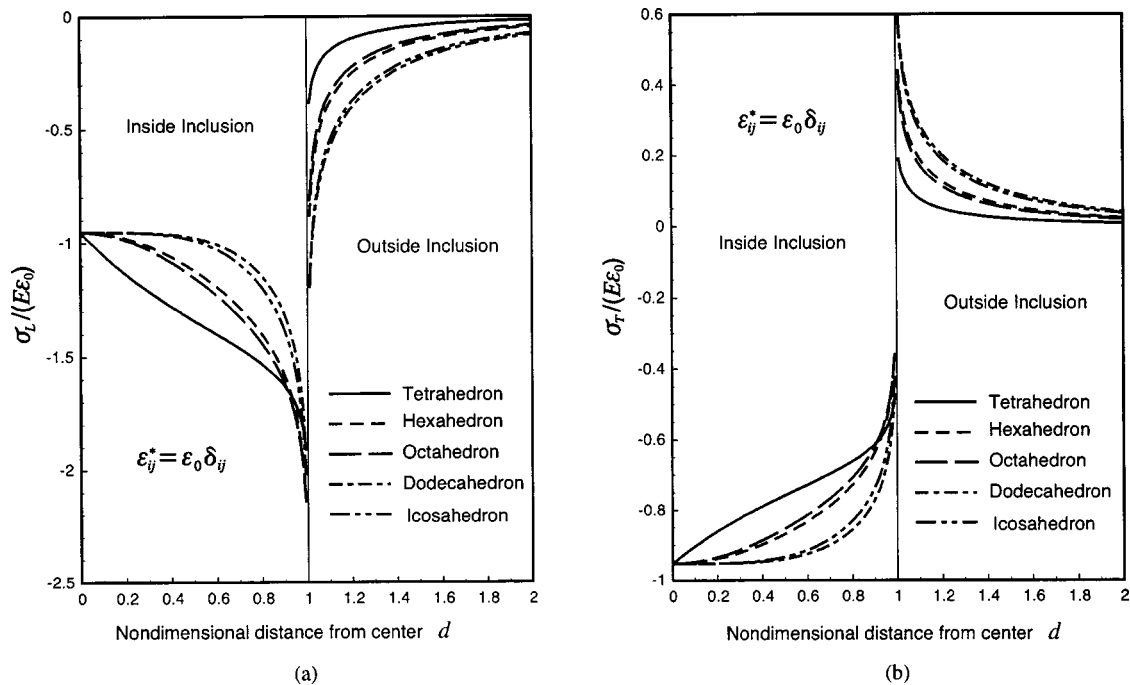 0
-0.5
-1
-1.5
-2
-2.5
σ_L/(Eε₀)
Inside Inclusion
Outside Inclusion
ε*ᵢⱼ = ε₀δᵢⱼ
Tetrahedron
Hexahedron
Octahedron
Dodecahedron
Icosahedron
0 0.2 0.4 0.6 0.8 1 1.2 1.4 1.6 1.8 2
Nondimensional distance from center d
(a)
0.6
0.4
0.2
0
-0.2
-0.4
-0.6
-0.8
-1
σ_T/(Eε₀)
ε*ᵢⱼ = ε₀δᵢⱼ
Inside Inclusion
Outside Inclusion
Tetrahedron
Hexahedron
Octahedron
Dodecahedron
Icosahedron
0 0.2 0.4 0.6 0.8 1 1.2 1.4 1.6 1.8 2
Nondimensional distance from center d
(b)